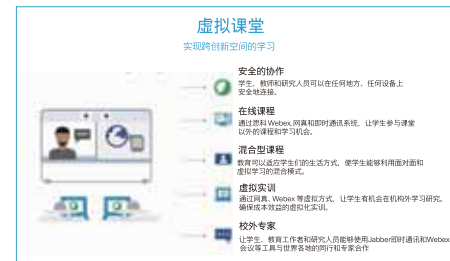 虚拟课堂
实现跨创新空间的学习
安全的协作
学生、教师和研究人员可以在任何地方、任何设备上
安全地连接。
在线课程
通过思科 Webex, 网真和即时通讯系统，让学生参与课堂
以外的课程和学习机会。
混合型课程
教育可以适应学生们的生活方式，使学生能够利用面对面和
虚拟学习的混合模式。
虚拟实训
通过网真、Webex 等虚拟方式，让学生有机会在机构外学习研究。
确保成本效益的虚拟化实训。
校外专家
让学生、教育工作者和研究人员能够使用Jabber即时通讯和Webex
会议等工具与世界各地的同行和专家合作